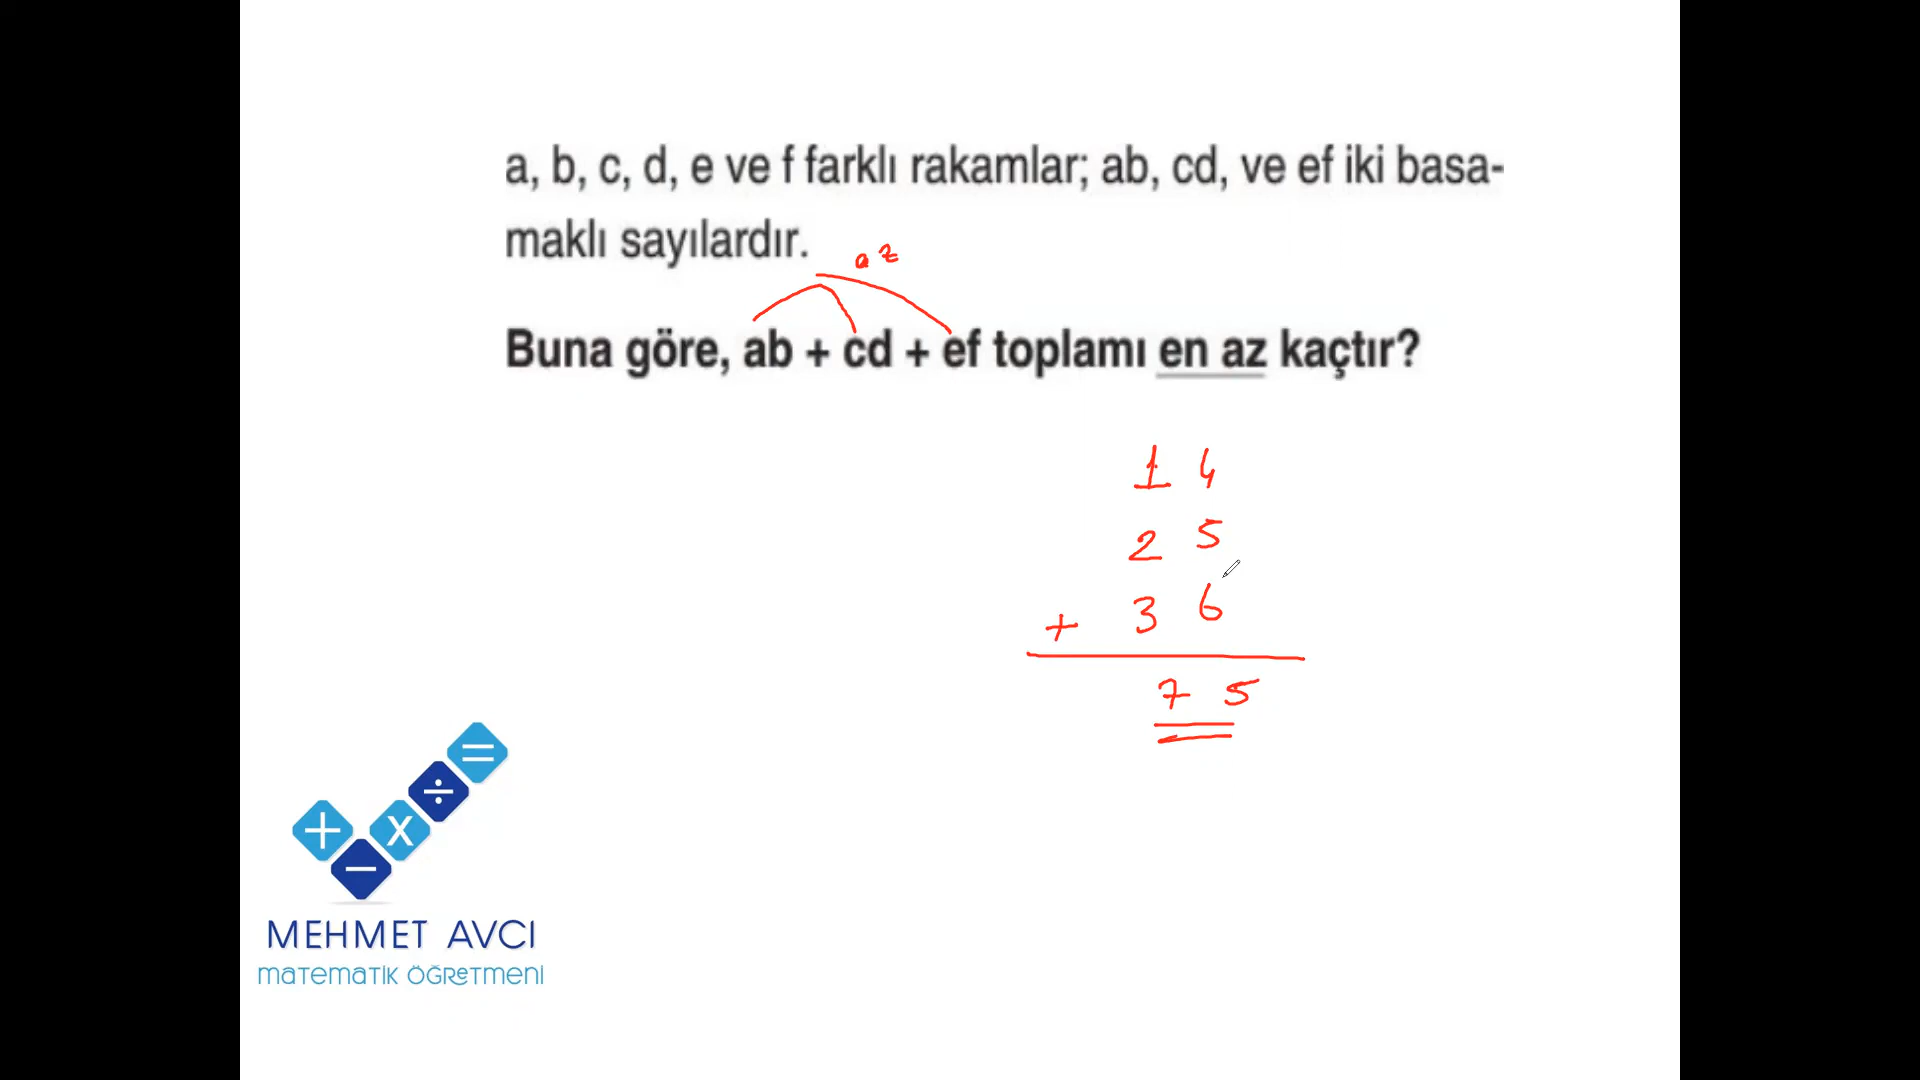 a, b, c, d, e ve f farklı rakamlar; ab, cd, ve ef iki basa-
maklı sayılardır.
az
Buna göre, ab + cd + ef toplamı en az kaçtır?
1 4
2 5
+ 3 6
7 5
+ - x ÷ =
MEHMET AVCI
matematik ÖĞRETMENİ